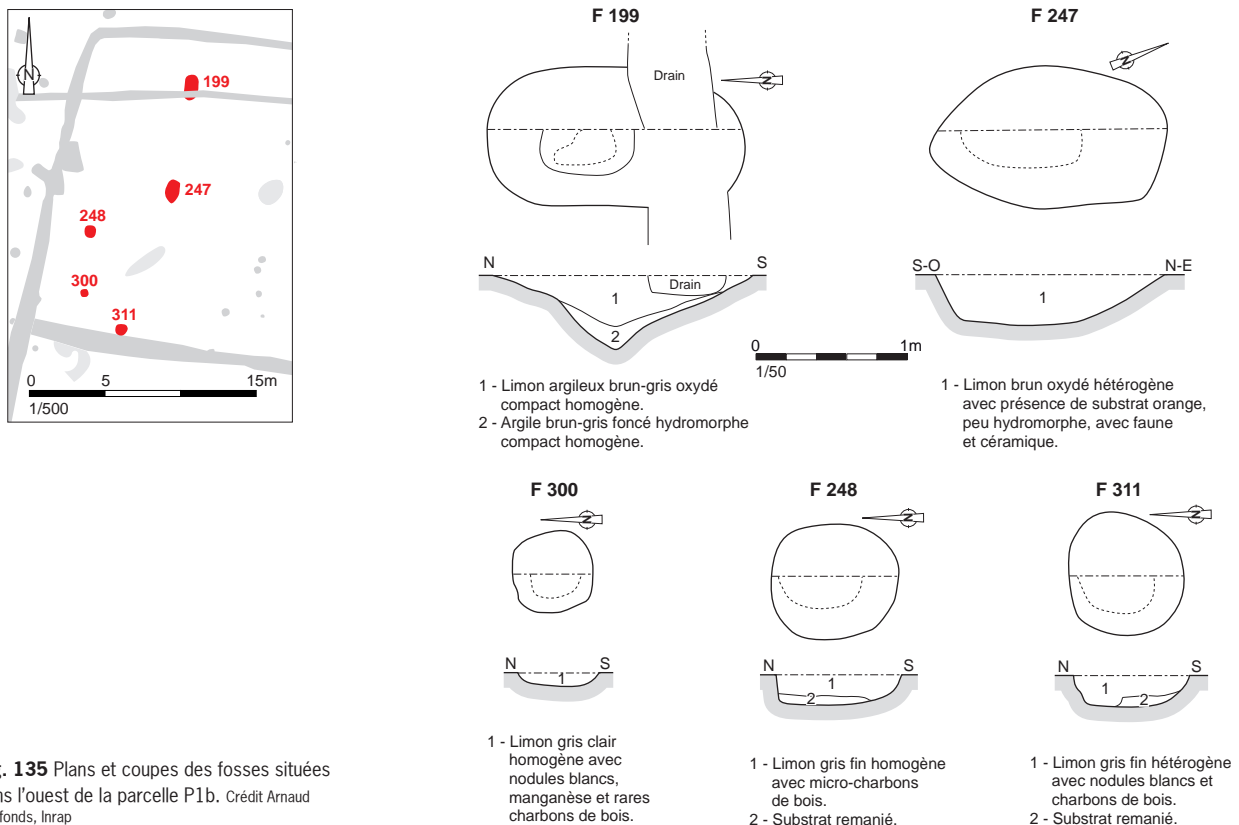 N
199
247
248
300
311
0 5 15m
1/500
F 199
Drain
N
N S
Drain
1
2
1 - Limon argileux brun-gris oxydé
compact homogène.
2 - Argile brun-gris foncé hydromorphe
compact homogène.
0 1m
1/50
F 247
N
S-O N-E
1
1 - Limon brun oxydé hétérogène
avec présence de substrat orange,
peu hydromorphe, avec faune
et céramique.
F 300
N
N S
1
1 - Limon gris clair
homogène avec
nodules blancs,
manganèse et rares
charbons de bois.
F 248
N
N S
1
2
1 - Limon gris fin homogène
avec micro-charbons
de bois.
2 - Substrat remanié.
F 311
N
N S
1
2
1 - Limon gris fin hétérogène
avec nodules blancs et
charbons de bois.
2 - Substrat remanié.
g. 135 Plans et coupes des fosses situées
ns l'ouest de la parcelle P1b. Crédit Arnaud
fonds, Inrap